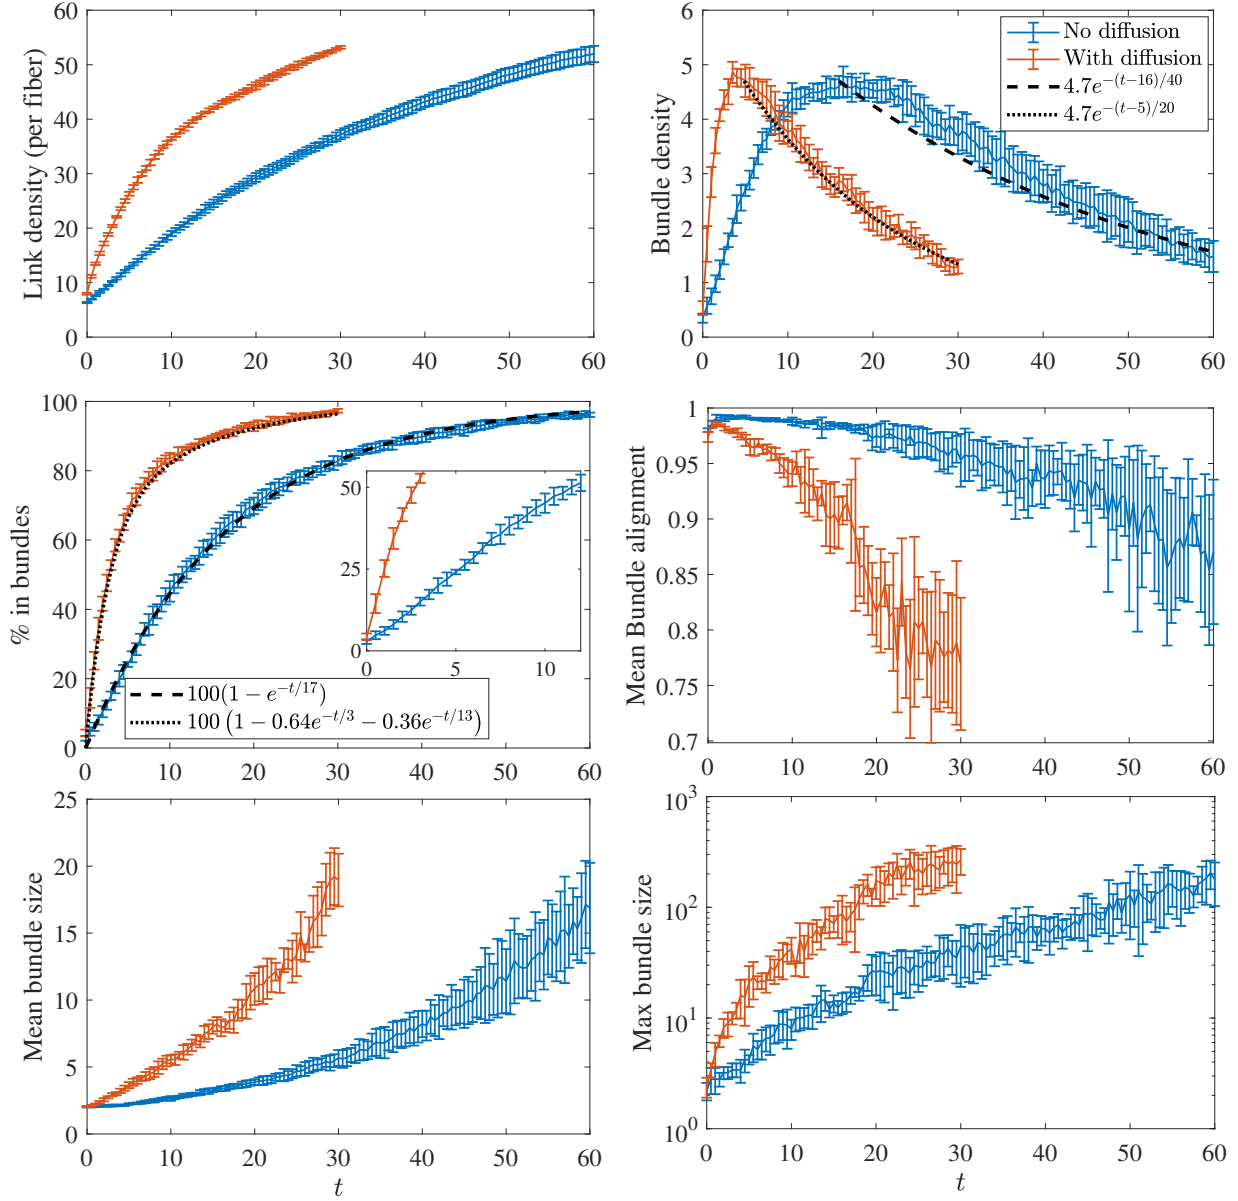 60
50
40
30
20
10
0
Link density (per fiber)
0 10 20 30 40 50 60
6
5
4
3
2
1
0
Bundle density
0 10 20 30 40 50 60
No diffusion
With diffusion
4.7e^{-(t-16)/40}
4.7e^{-(t-5)/20}
100
80
60
40
20
0
% in bundles
0 10 20 30 40 50 60
50
25
0
0 5 10
100(1 − e^{−t/17})
100 (1 − 0.64e^{−t/3} − 0.36e^{−t/13})
1
0.95
0.9
0.85
0.8
0.75
0.7
Mean Bundle alignment
0 10 20 30 40 50 60
25
20
15
10
5
0
Mean bundle size
0 10 20 30 40 50 60
t
10^3
10^2
10^1
10^0
Max bundle size
0 10 20 30 40 50 60
t